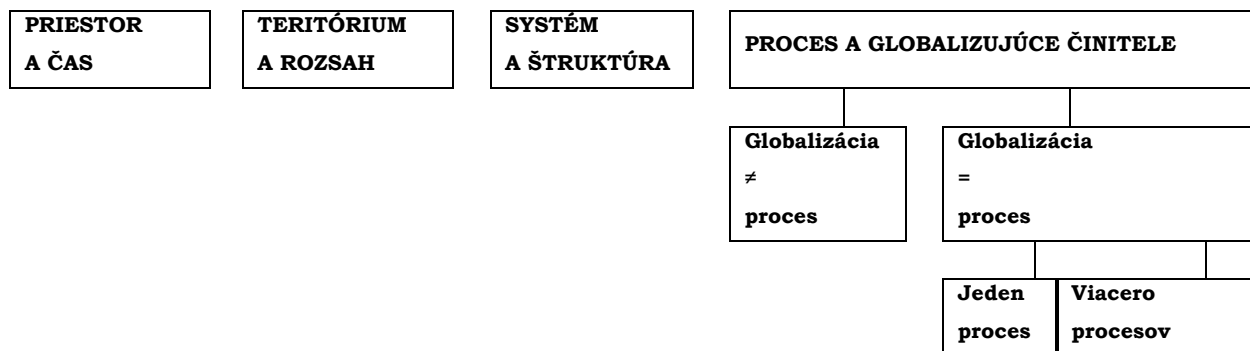 PRIESTOR
A ČAS
TERITÓRIUM
A ROZSAH
SYSTÉM
A ŠTRUKTÚRA
PROCES A GLOBALIZUJÚCE ČINITELE
Globalizácia
≠
proces
Globalizácia
=
proces
Jeden
proces
Viacero
procesov